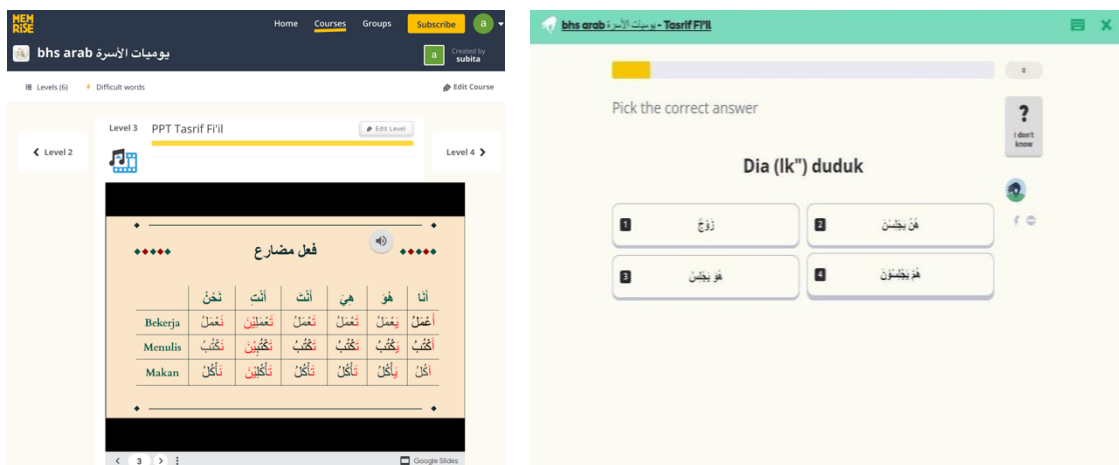 MEM
RISE
Home Courses Groups Subscribe a
bhs arab يوميات الأسرة
a Created by
subita
Levels (6) Difficult words Edit Course
Level 2
Level 3 PPT Tasrif Fi'il Edit Level
Level 4
فعل مضارع
أَنَا هُوَ هِيَ أَنْتَ أَنْتِ نَحْنُ
أَعْمَلُ يَعْمَلُ تَعْمَلُ تَعْمَلُ تَعْمَلِيْنَ نَعْمَلُ Bekerja
أَكْتُبُ يَكْتُبُ تَكْتُبُ تَكْتُبُ تَكْتُبِيْنَ نَكْتُبُ Menulis
آكُلُ يَأْكُلُ تَأْكُلُ تَأْكُلُ تَأْكُلِيْنَ نَأْكُلُ Makan
3 Google Slides
bhs arab يوميات الأسرة - Tasrif Fi'il
0
Pick the correct answer
?
I don't
know
Dia (lk") duduk
1 زَوْجٌ
2 هُنَّ يَجْلِسْنَ
3 هُوَ يَجْلِسُ
4 هُمْ يَجْلِسُوْنَ